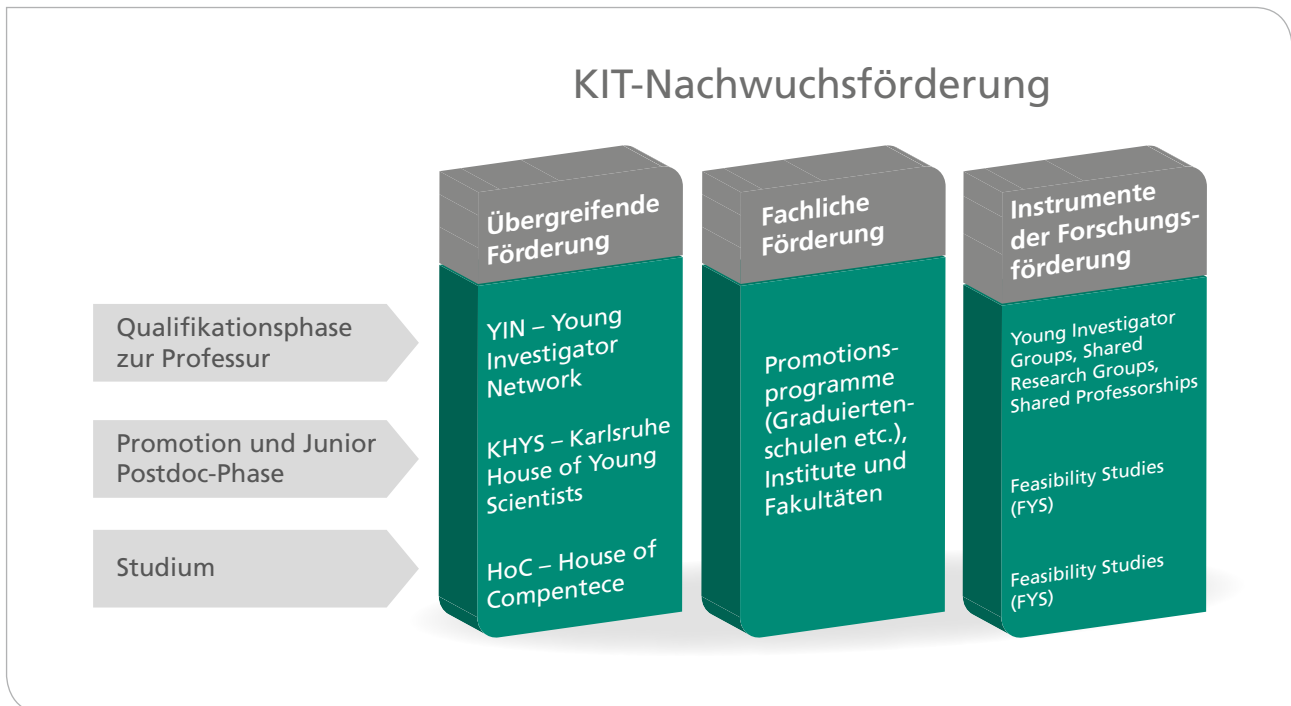 KIT-Nachwuchsförderung
Qualifikationsphase
zur Professur
Promotion und Junior
Postdoc-Phase
Studium
Übergreifende
Förderung
YIN – Young
Investigator
Network
KHYS – Karlsruhe
House of Young
Scientists
HoC – House of
Compentece
Fachliche
Förderung
Promotions-
programme
(Graduierten-
schulen etc.),
Institute und
Fakultäten
Instrumente
der Forschungs-
förderung
Young Investigator
Groups, Shared
Research Groups,
Shared Professorships
Feasibility Studies
(FYS)
Feasibility Studies
(FYS)